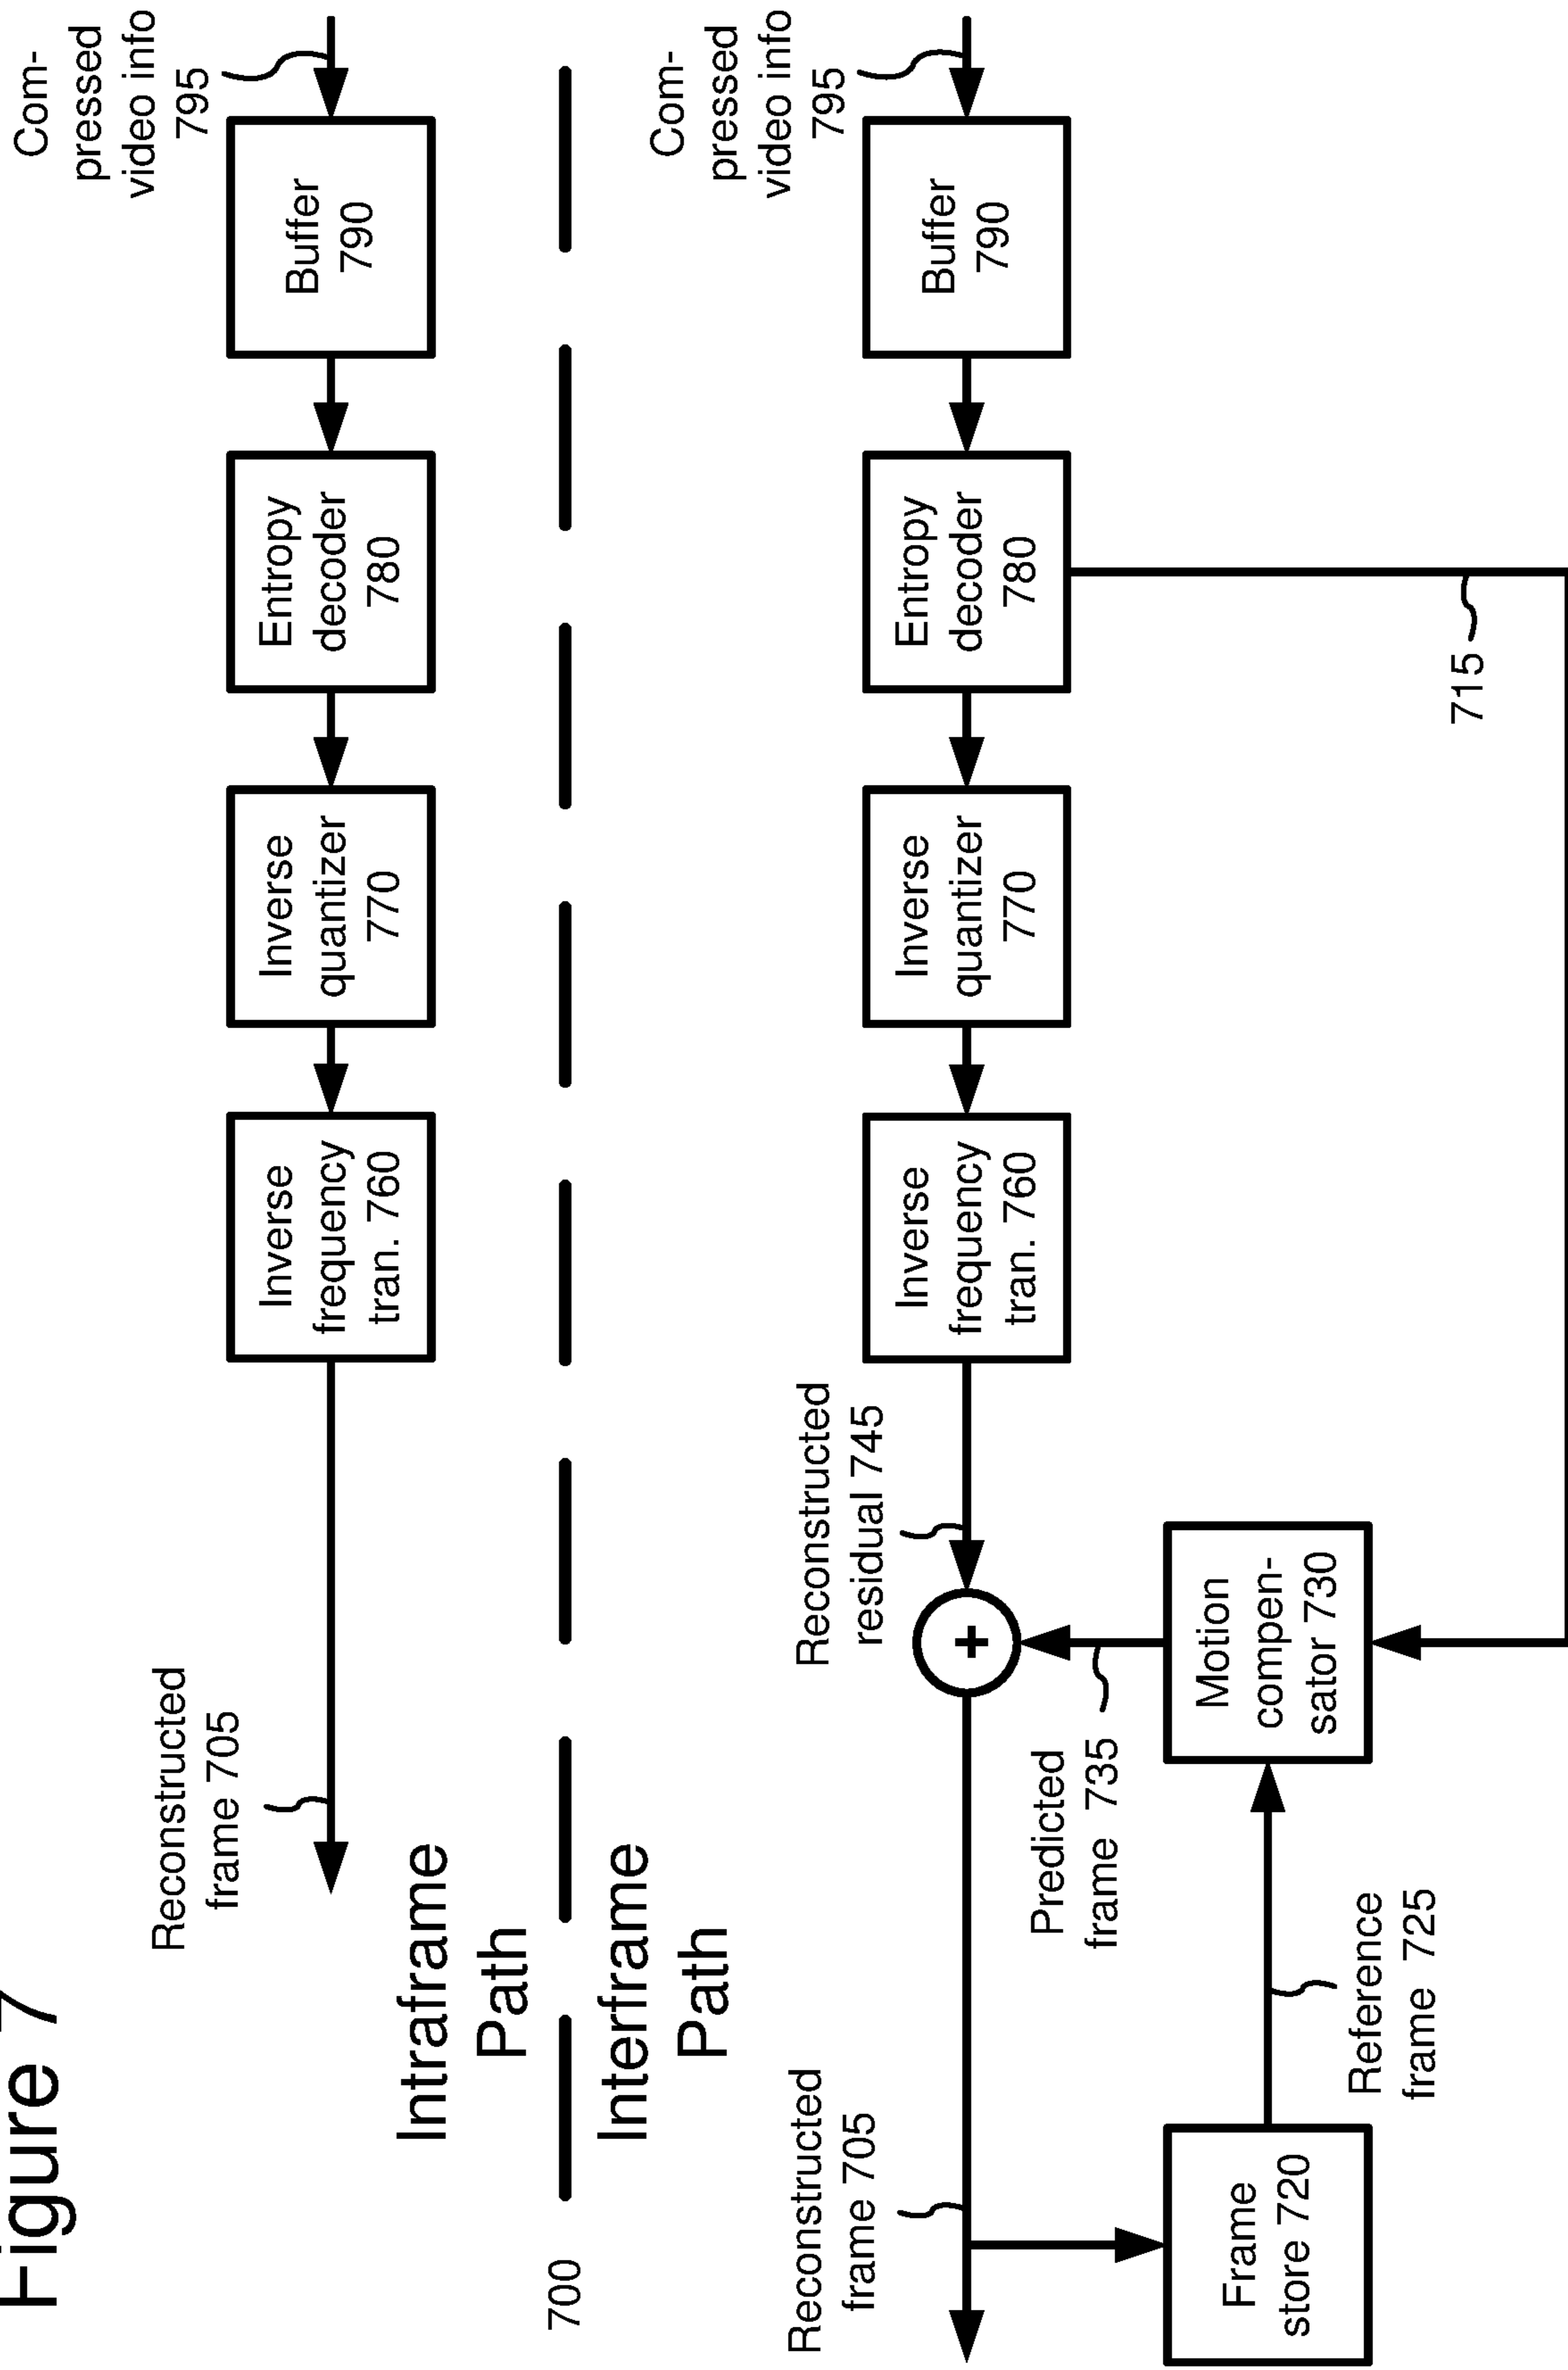 Figure 7
Reconstructed
frame 705
Inverse
frequency
tran. 760
Inverse
quantizer
770
Entropy
decoder
780
Buffer
790
Com-
pressed
video info
795
Intraframe
Path
700
Interframe
Path
Reconstructed
frame 705
Reconstructed
residual 745
+
Inverse
frequency
tran. 760
Inverse
quantizer
770
Entropy
decoder
780
Buffer
790
Com-
pressed
video info
795
Predicted
frame 735
Frame
store 720
Reference
frame 725
Motion
compen-
sator 730
715